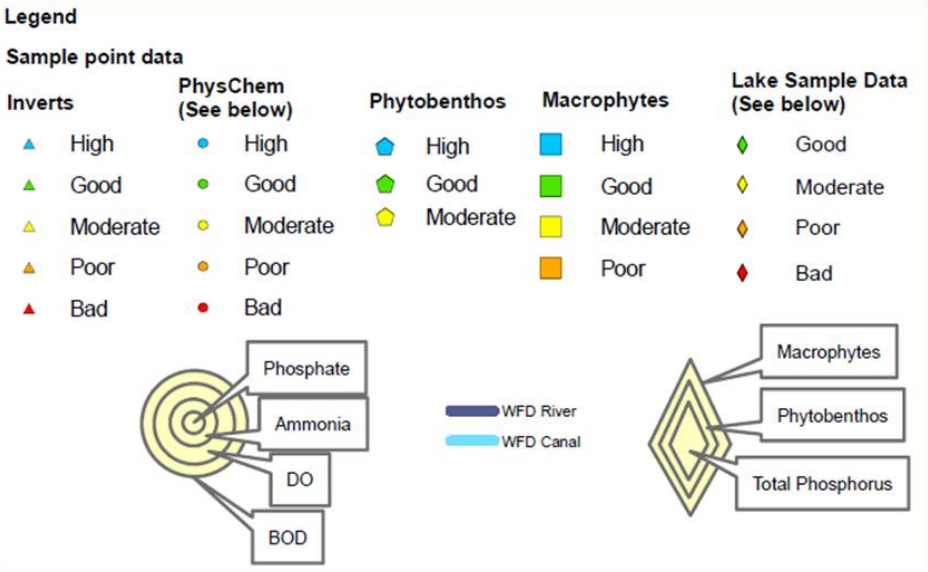 Legend
Sample point data
Inverts
High
Good
Moderate
Poor
Bad
PhysChem
(See below)
High
Good
Moderate
Poor
Bad
Phytobenthos
High
Good
Moderate
Macrophytes
High
Good
Moderate
Poor
Lake Sample Data
(See below)
Good
Moderate
Poor
Bad
Phosphate
Ammonia
DO
BOD
WFD River
WFD Canal
Macrophytes
Phytobenthos
Total Phosphorus